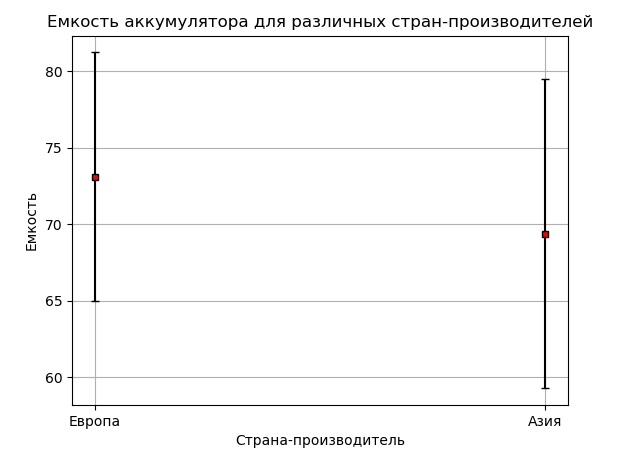 Емкость аккумулятора для различных стран-производителей
80
75
70
65
60
Емкость
Европа
Азия
Страна-производитель